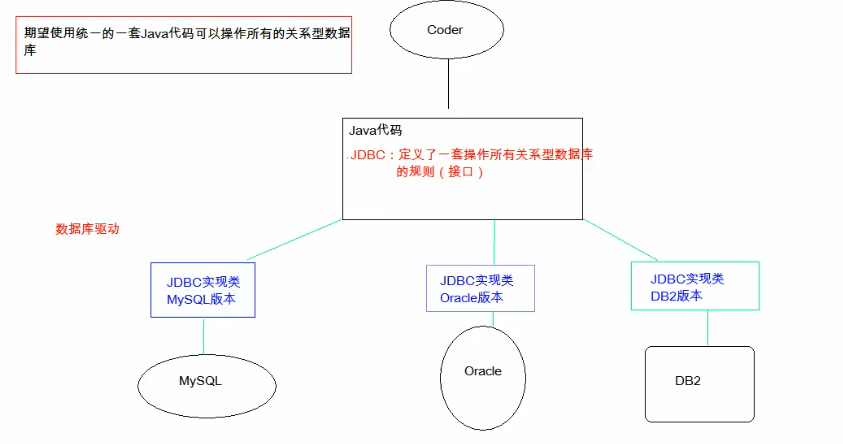 期望使用统一的一套Java代码可以操作所有的关系型数据
库
Coder
Java代码
.JDBC：定义了一套操作所有关系型数据库
的规则（接口）
数据库驱动
JDBC实现类
MySQL版本
JDBC实现类
Oracle版本
JDBC实现类
DB2版本
MySQL
Oracle
DB2